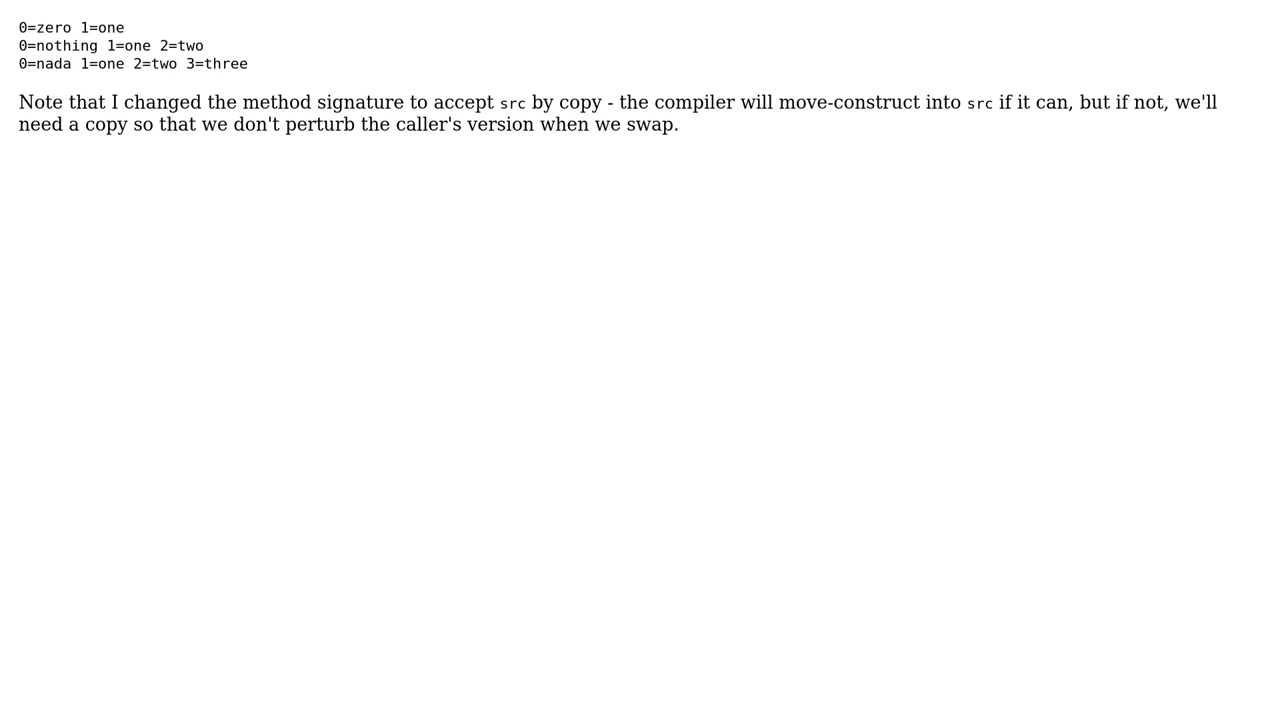 0=zero 1=one
0=nothing 1=one 2=two
0=nada 1=one 2=two 3=three
Note that I changed the method signature to accept src by copy - the compiler will move-construct into src if it can, but if not, we'll
need a copy so that we don't perturb the caller's version when we swap.